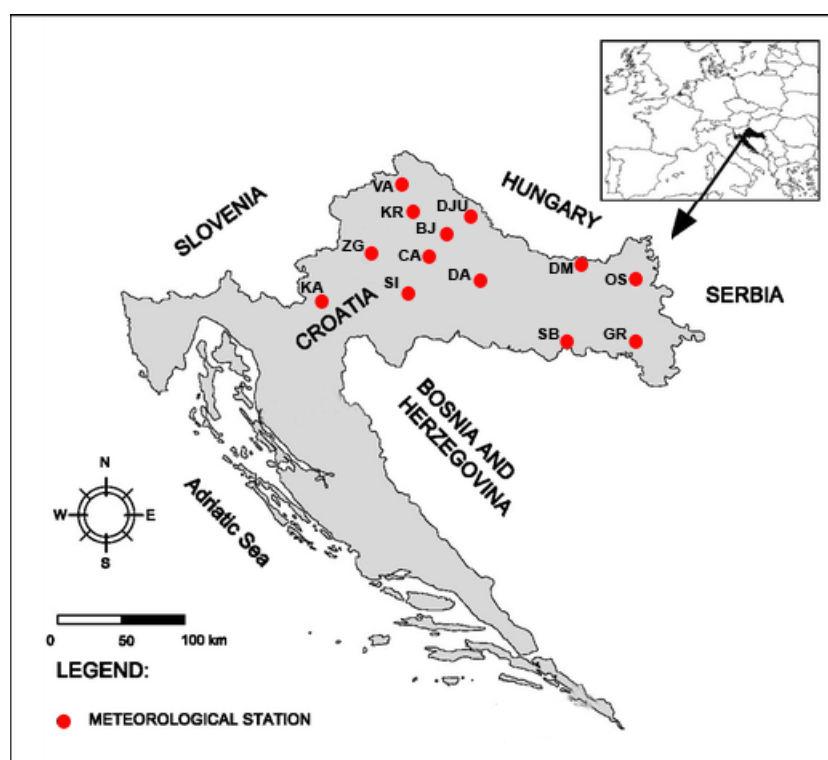 VA
KR
DJU
HUNGARY
SLOVENIA
BJ
ZG
CA
DM
OS
DA
SERBIA
KA
SI
CROATIA
SB
GR
BOSNIA AND
HERZEGOVINA
N
W
E
S
Adriatic Sea
0 50 100 km
LEGEND:
METEOROLOGICAL STATION